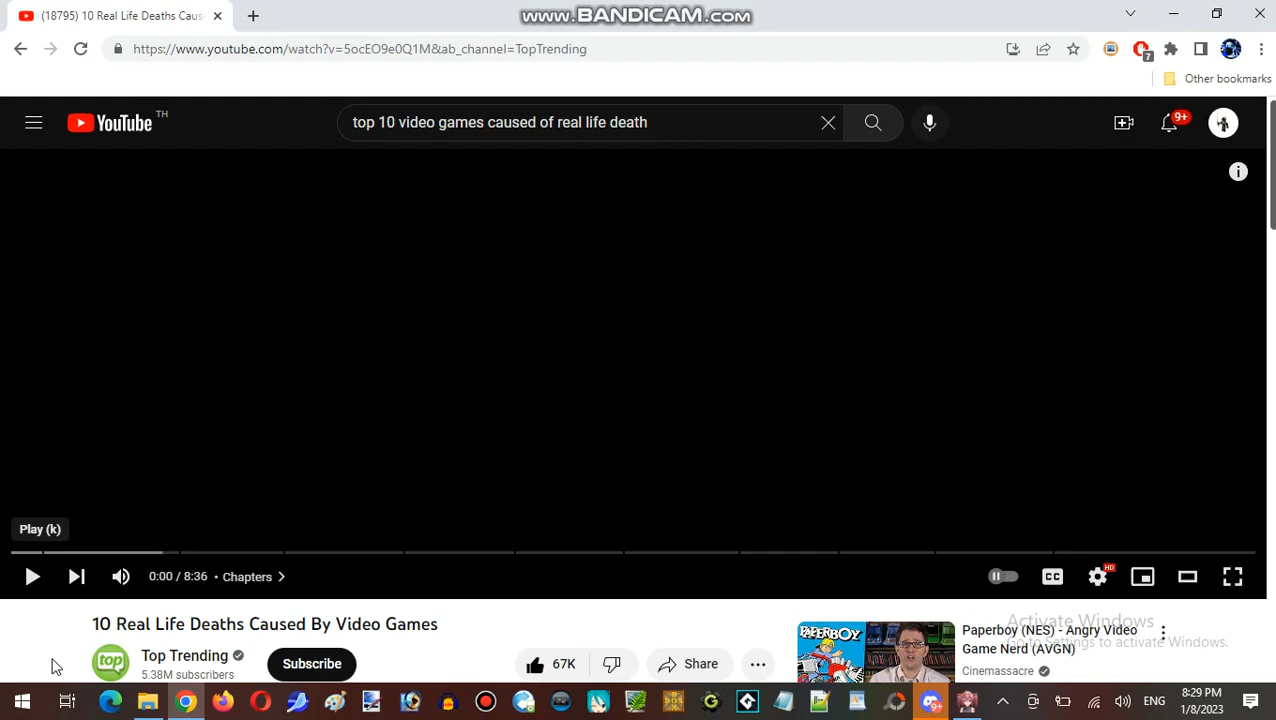 (18795) 10 Real Life Deaths Caus
www.BANDICAM.com
https://www.youtube.com/watch?v=5ocEO9e0Q1M&ab_channel=TopTrending
7
Other bookmarks
YouTube TH
top 10 video games caused of real life death
9+
Play (k)
0:00 / 8:36 • Chapters
CC
HD
10 Real Life Deaths Caused By Video Games
top
Top Trending
5.38M subscribers
Subscribe
67K
Share
PAPERBOY
Paperboy (NES) - Angry Video
Game Nerd (AVGN)
Cinemassacre
Activate Windows
Go to Settings to activate Windows.
ENG
8:29 PM
1/8/2023